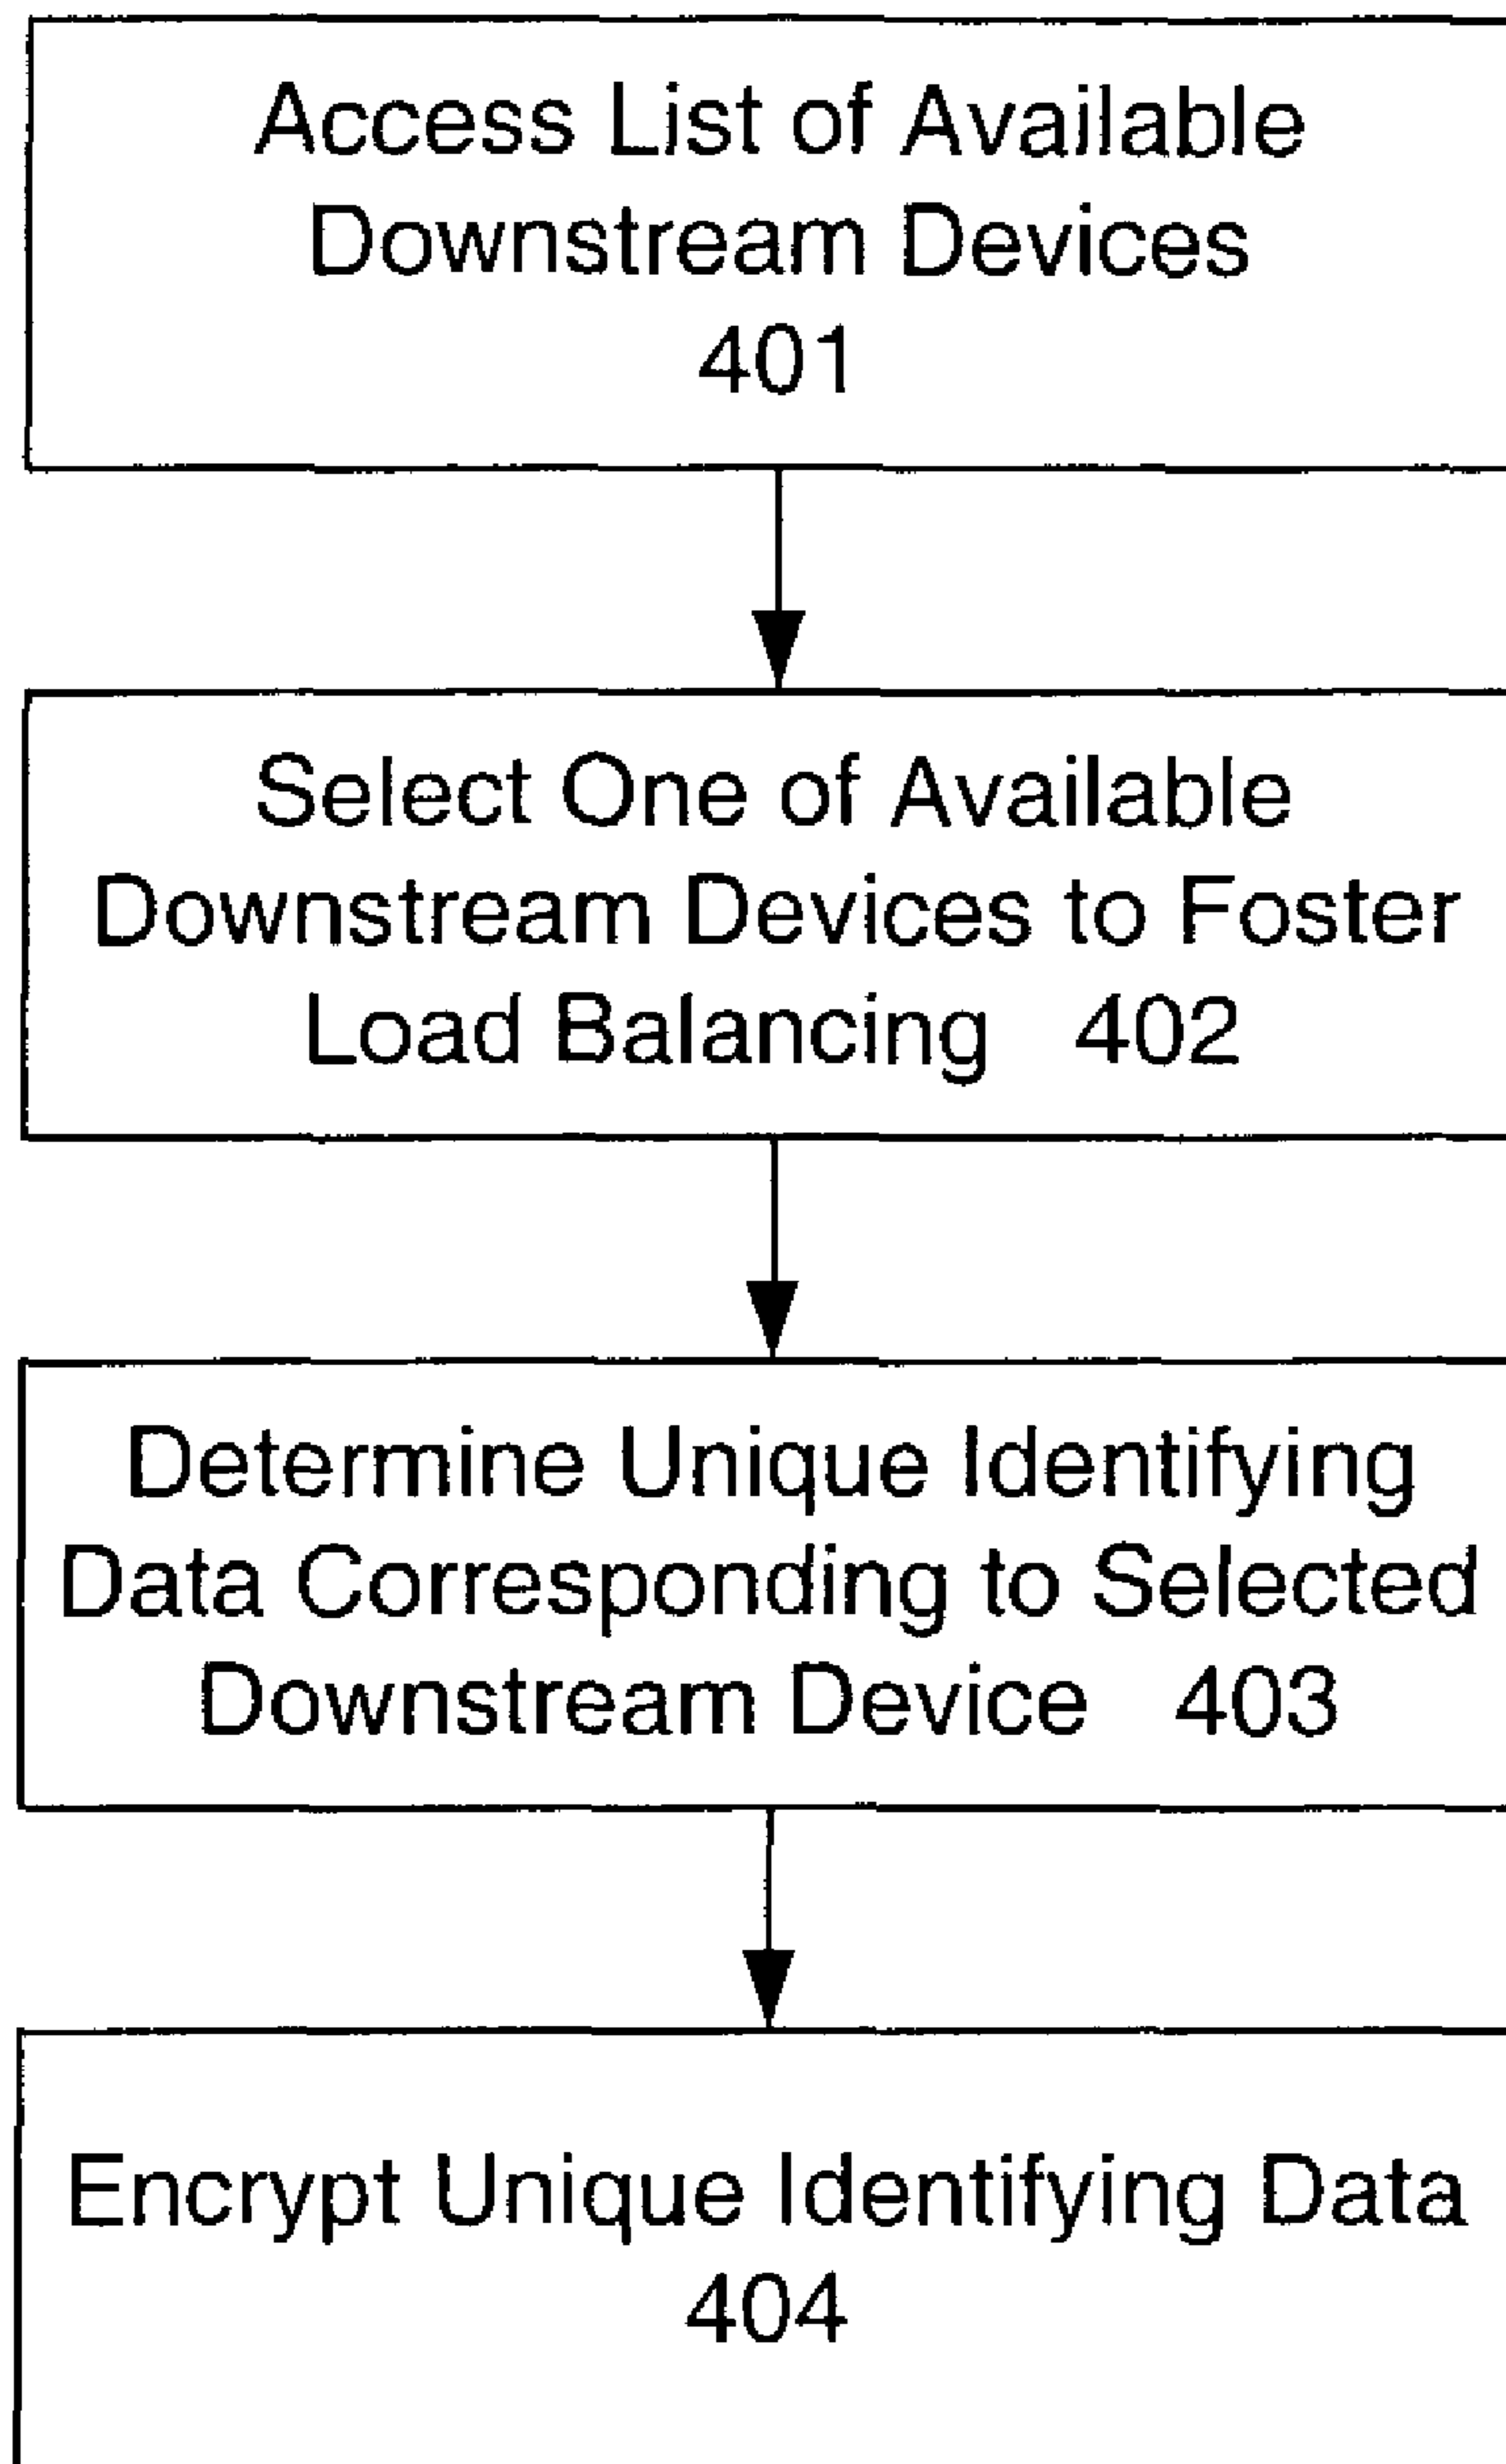 Access List of Available
Downstream Devices
401
Select One of Available
Downstream Devices to Foster
Load Balancing 402
Determine Unique Identifying
Data Corresponding to Selected
Downstream Device 403
Encrypt Unique Identifying Data
404